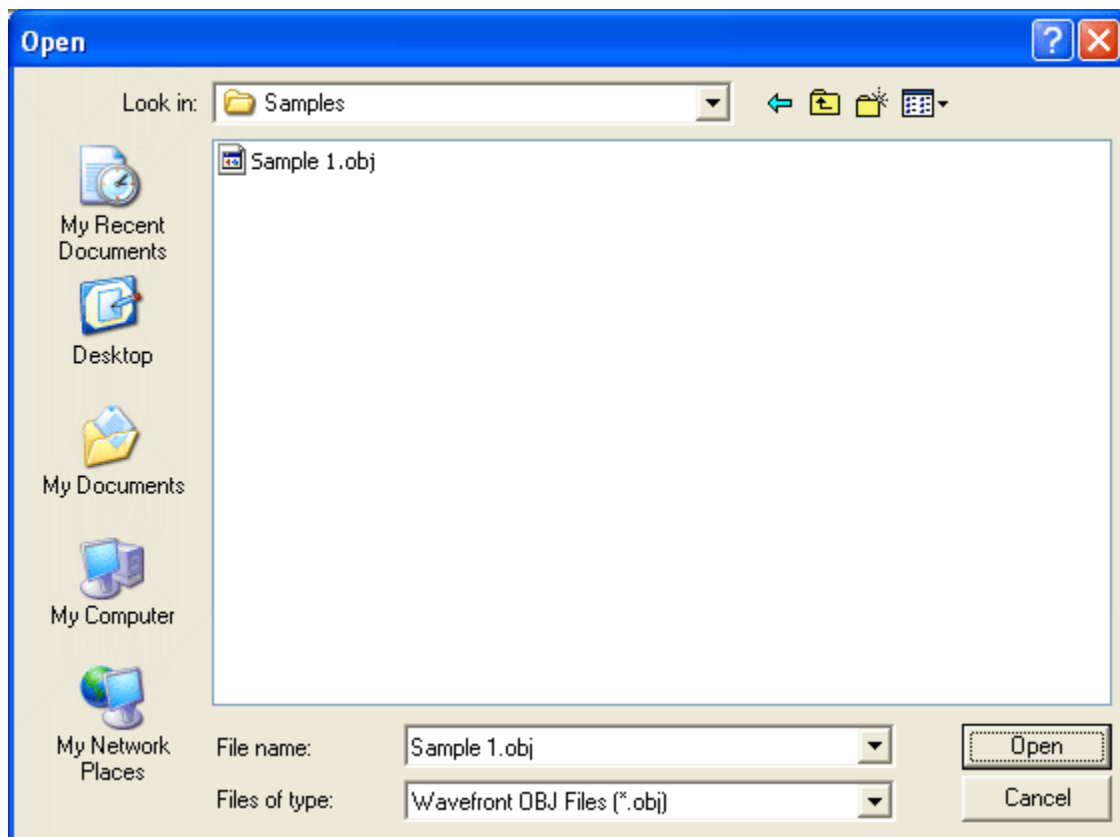 Open
Look in: Samples
Sample 1.obj
My Recent
Documents
Desktop
My Documents
My Computer
My Network
Places
File name: Sample 1.obj Open
Files of type: Wavefront OBJ Files (*.obj) Cancel